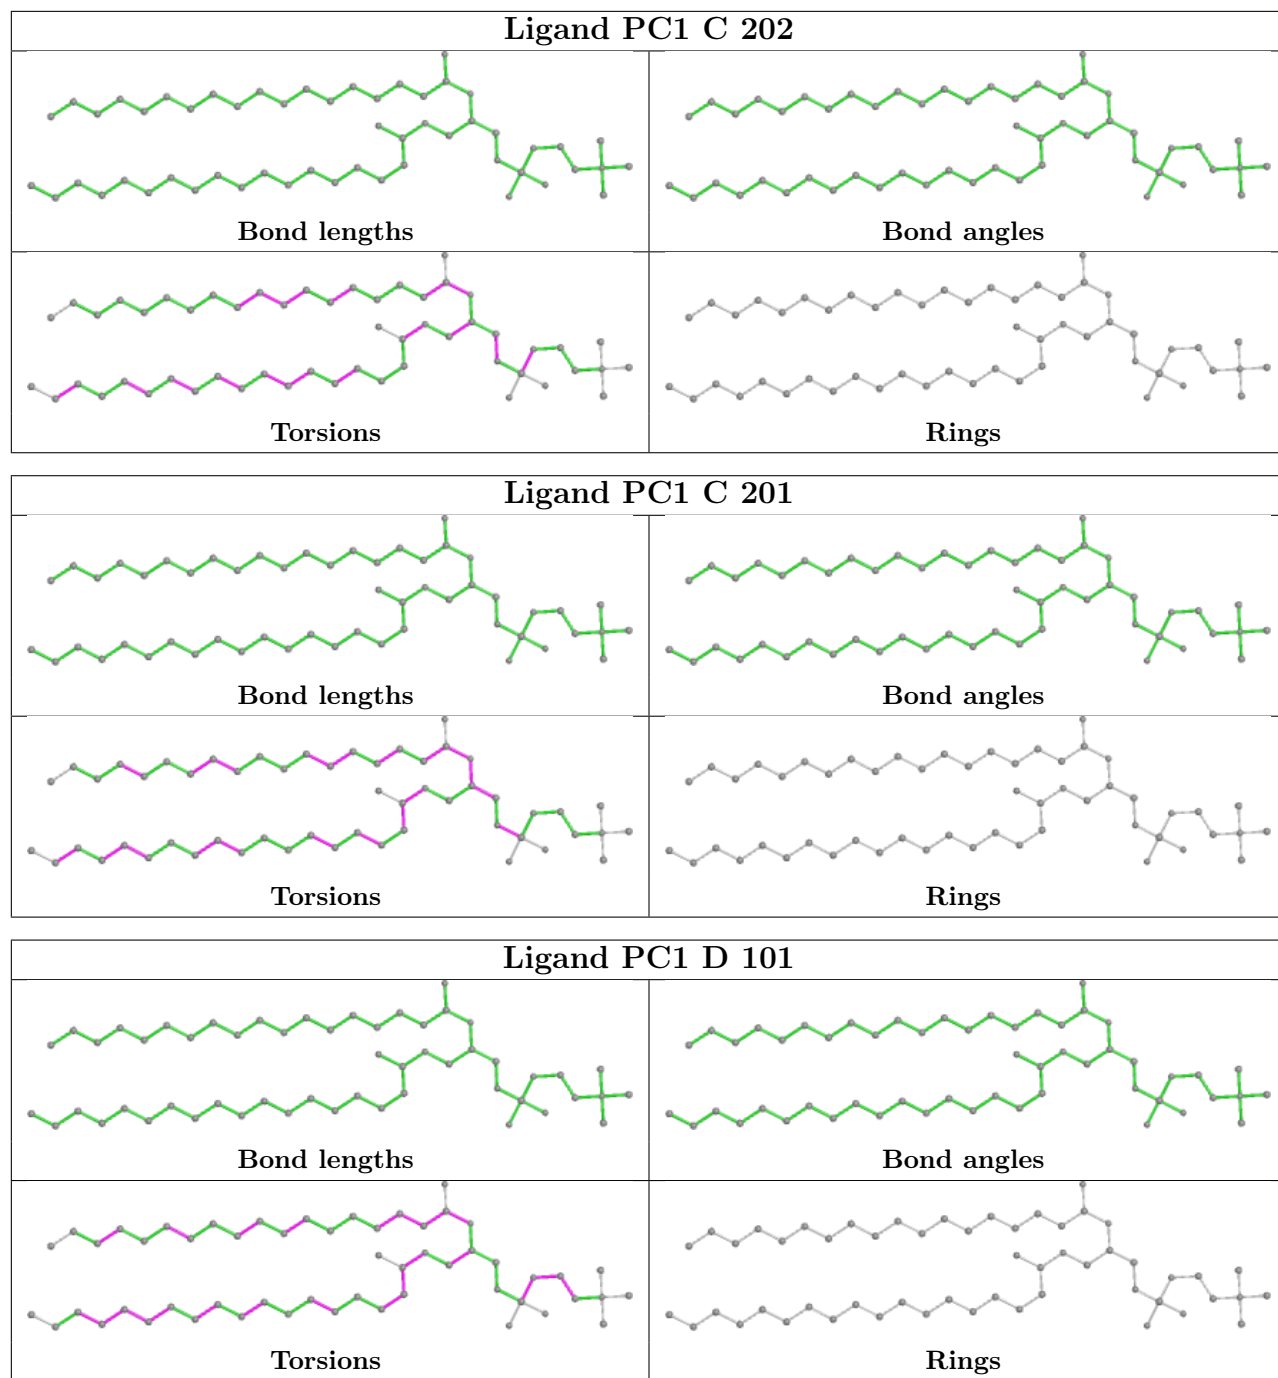 Ligand PC1 C 202
Bond lengths
Bond angles
Torsions
Rings
Ligand PC1 C 201
Bond lengths
Bond angles
Torsions
Rings
Ligand PC1 D 101
Bond lengths
Bond angles
Torsions
Rings